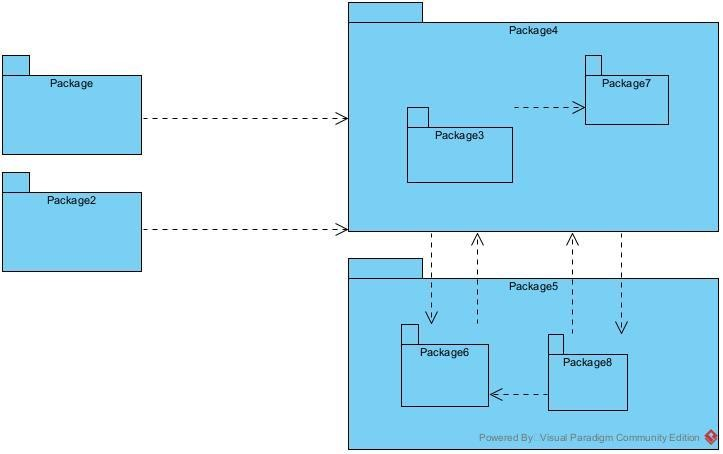 Package4
Package
Package7
Package3
Package2
Package5
Package6
Package8
Powered By Visual Paradigm Community Edition